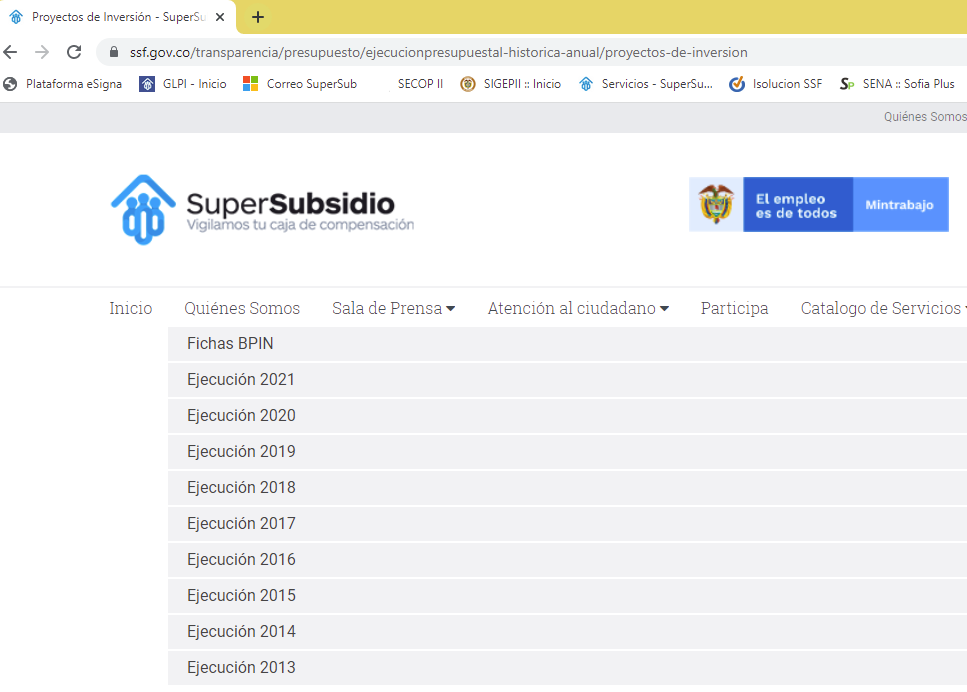 Proyectos de Inversión - SuperSu
ssf.gov.co/transparencia/presupuesto/ejecucionpresupuestal-historica-anual/proyectos-de-inversion
Plataforma eSigna GLPI - Inicio Correo SuperSub SECOP II SIGEPII :: Inicio Servicios - SuperSu... Isolucion SSF SENA :: Sofia Plus
Quiénes Somos
SuperSubsidio
Vigilamos tu caja de compensación
El empleo
es de todos
Mintrabajo
Inicio Quiénes Somos Sala de Prensa Atención al ciudadano Participa Catalogo de Servicios
Fichas BPIN
Ejecución 2021
Ejecución 2020
Ejecución 2019
Ejecución 2018
Ejecución 2017
Ejecución 2016
Ejecución 2015
Ejecución 2014
Ejecución 2013